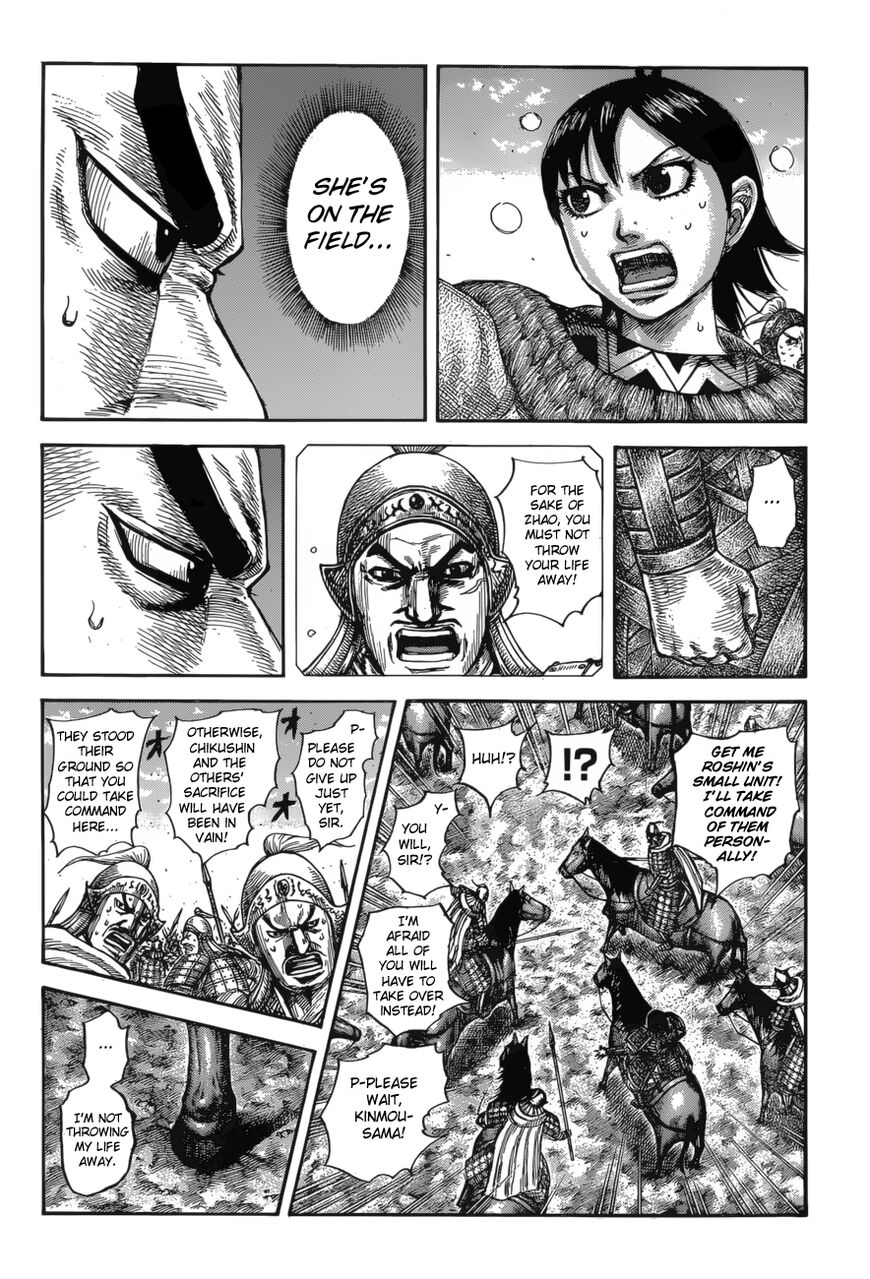 SHE'S
ON THE
FIELD...
...
FOR THE
SAKE OF
ZHAO, YOU
MUST NOT
THROW
YOUR LIFE
AWAY!
GET ME
ROSHIN'S
SMALL UNIT!
I'LL TAKE
COMMAND
OF THEM
PERSON-
ALLY!
!?
HUH!?
Y-
YOU
WILL,
SIR!?
I'M
AFRAID
ALL OF
YOU WILL
HAVE TO
TAKE OVER
INSTEAD!
P-PLEASE
WAIT,
KINMOU-
SAMA!
P-
PLEASE
DO NOT
GIVE UP
JUST
YET,
SIR.
OTHERWISE,
CHIKUSHIN
AND THE
OTHERS'
SACRIFICE
WILL HAVE
BEEN IN
VAIN!
THEY STOOD
THEIR
GROUND SO
THAT YOU
COULD TAKE
COMMAND
HERE...
...
I'M NOT
THROWING
MY LIFE
AWAY.